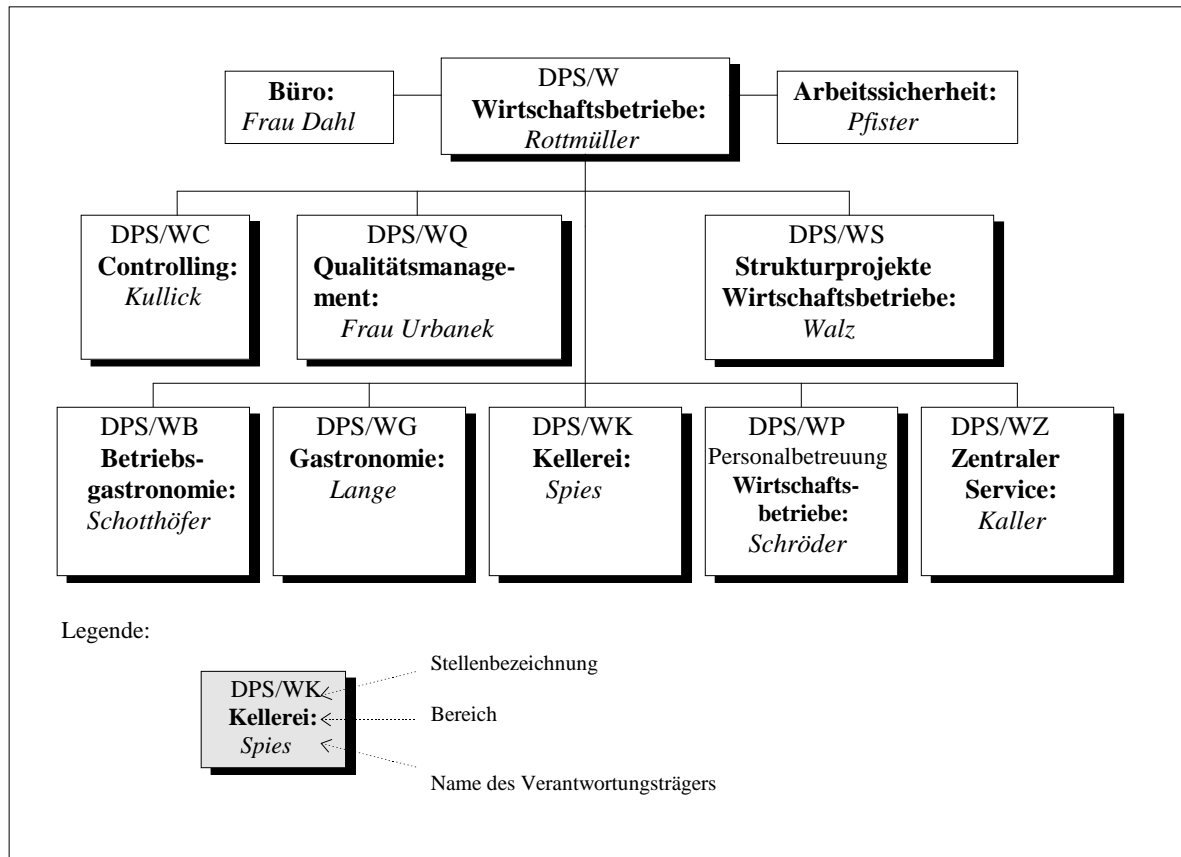 Büro:
Frau Dahl
DPS/W
Wirtschaftsbetriebe:
Rottmüller
Arbeitssicherheit:
Pfister
DPS/WC
Controlling:
Kullick
DPS/WQ
Qualitätsmanage-
ment:
Frau Urbanek
DPS/WS
Strukturprojekte
Wirtschaftsbetriebe:
Walz
DPS/WB
Betriebs-
gastronomie:
Schotthöfer
DPS/WG
Gastronomie:
Lange
DPS/WK
Kellerei:
Spies
DPS/WP
Personalbetreuung
Wirtschafts-
betriebe:
Schröder
DPS/WZ
Zentraler
Service:
Kaller
Legende:
DPS/WK
Kellerei:
Spies
Stellenbezeichnung
Bereich
Name des Verantwortungsträgers